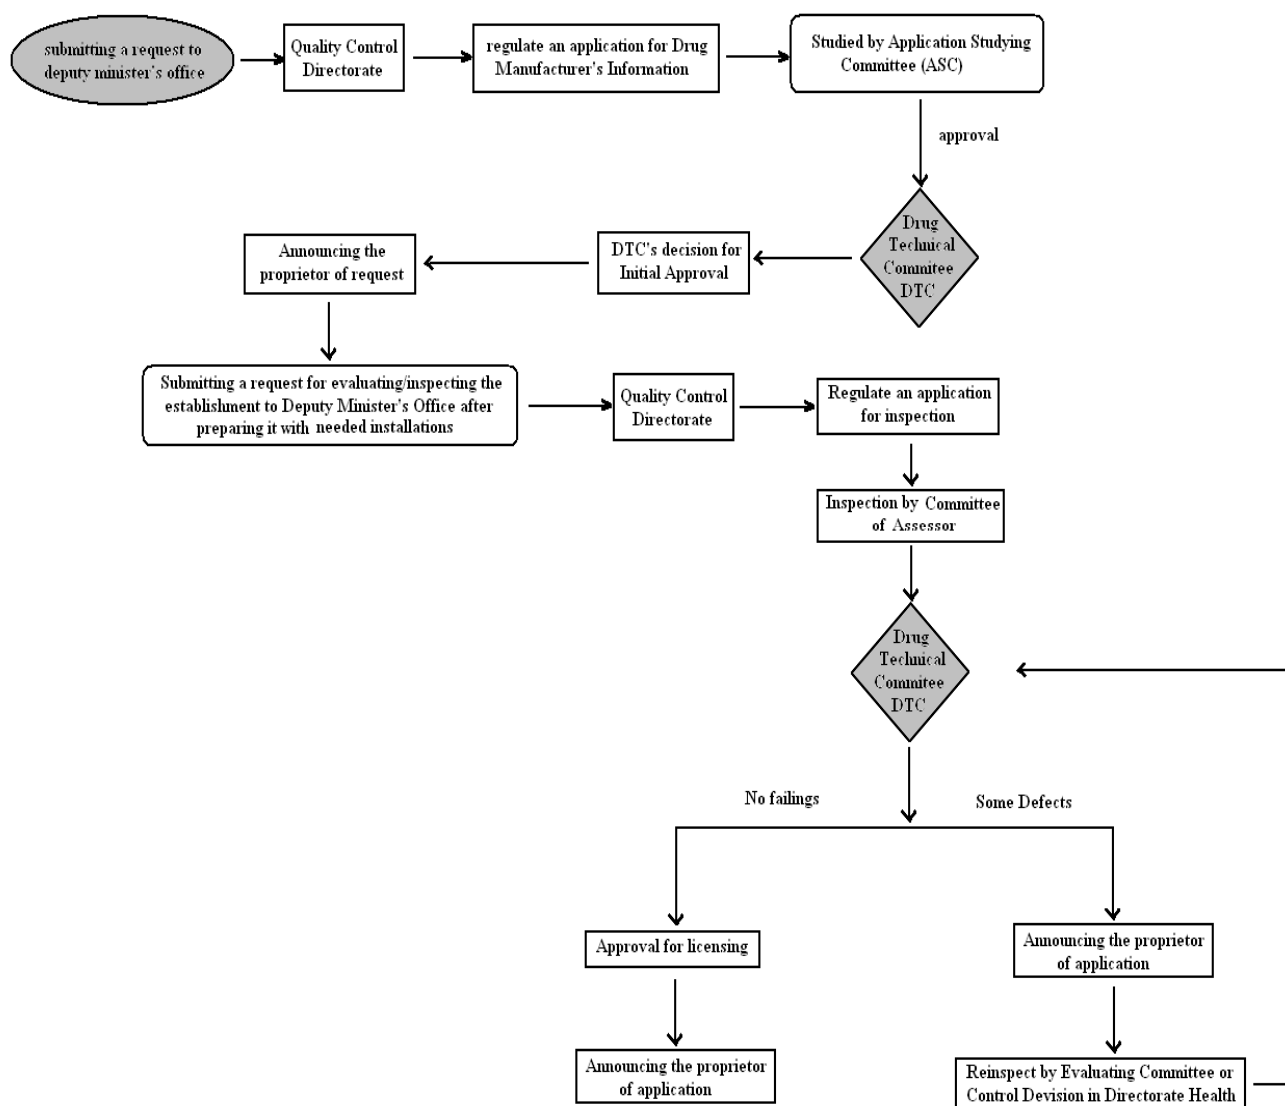 submitting a request to
deputy minister's office
Quality Control
Directorate
regulate an application for Drug
Manufacturer's Information
Studied by Application Studying
Committee (ASC)
approval
Drug
Technical
Commitee
DTC
DTC's decision for
Initial Approval
Announcing the
proprietor of request
Submitting a request for evaluating/inspecting the
establishment to Deputy Minister's Office after
preparing it with needed installations
Quality Control
Directorate
Regulate an application
for inspection
Inspection by Committee
of Assessor
Drug
Technical
Commitee
DTC
No failings
Some Defects
Approval for licensing
Announcing the proprietor
of application
Announcing the proprietor
of application
Reinspect by Evaluating Committee or
Control Devision in Directorate Health